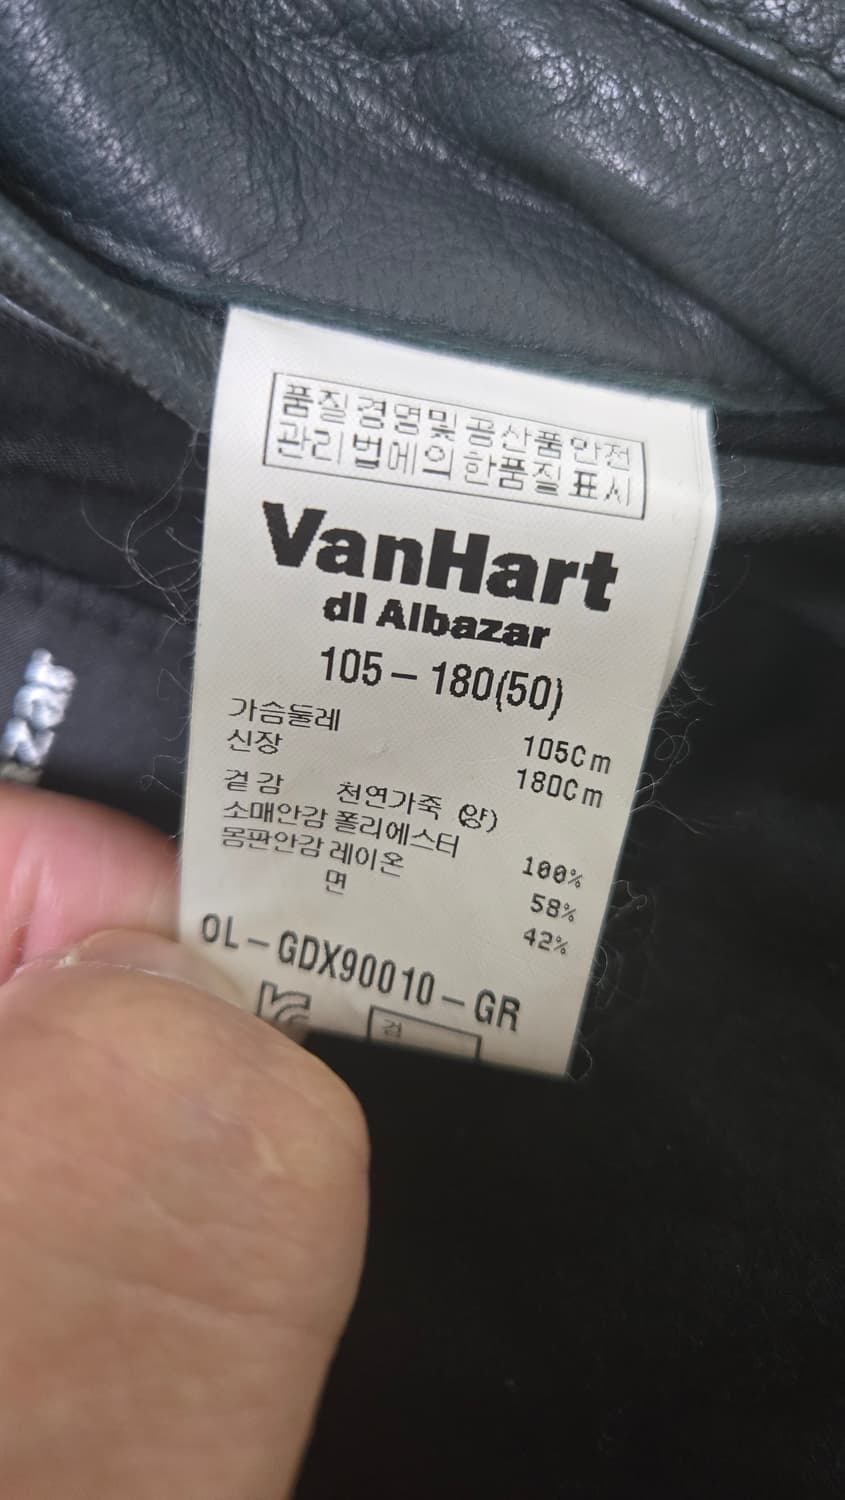 품질경영및공산품안전
관리법에의한품질표시
VanHart
dl Albazar
105-180(50)
가슴둘레 105Cm
신장 180Cm
겉감 천연가죽 (양)
소매안감 폴리에스터 100%
몸판안감 레이온 58%
면 42%
OL-GDX90010-GR
검